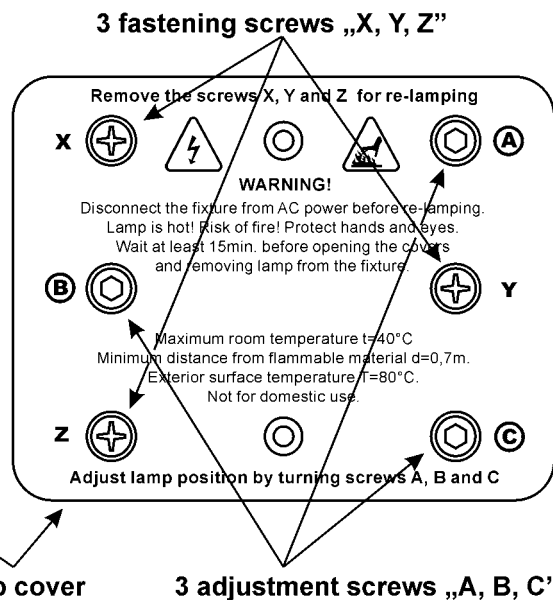 3 fastening screws „X, Y, Z”
Remove the screws X, Y and Z for re-lamping
X
A
WARNING!
Disconnect the fixture from AC power before re-lamping.
Lamp is hot! Risk of fire! Protect hands and eyes.
Wait at least 15min. before opening the covers
and removing lamp from the fixture.
B
Y
Maximum room temperature t=40°C
Minimum distance from flammable material d=0,7m.
Exterior surface temperature T=80°C.
Not for domestic use.
Z
C
Adjust lamp position by turning screws A, B and C
cover
3 adjustment screws „A, B, C”